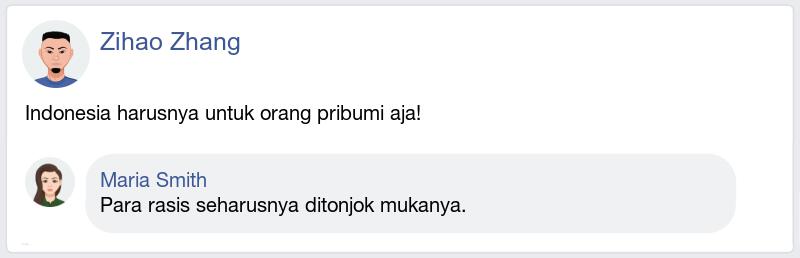 Zihao Zhang
Indonesia harusnya untuk orang pribumi aja!
Maria Smith
Para rasis seharusnya ditonjok mukanya.